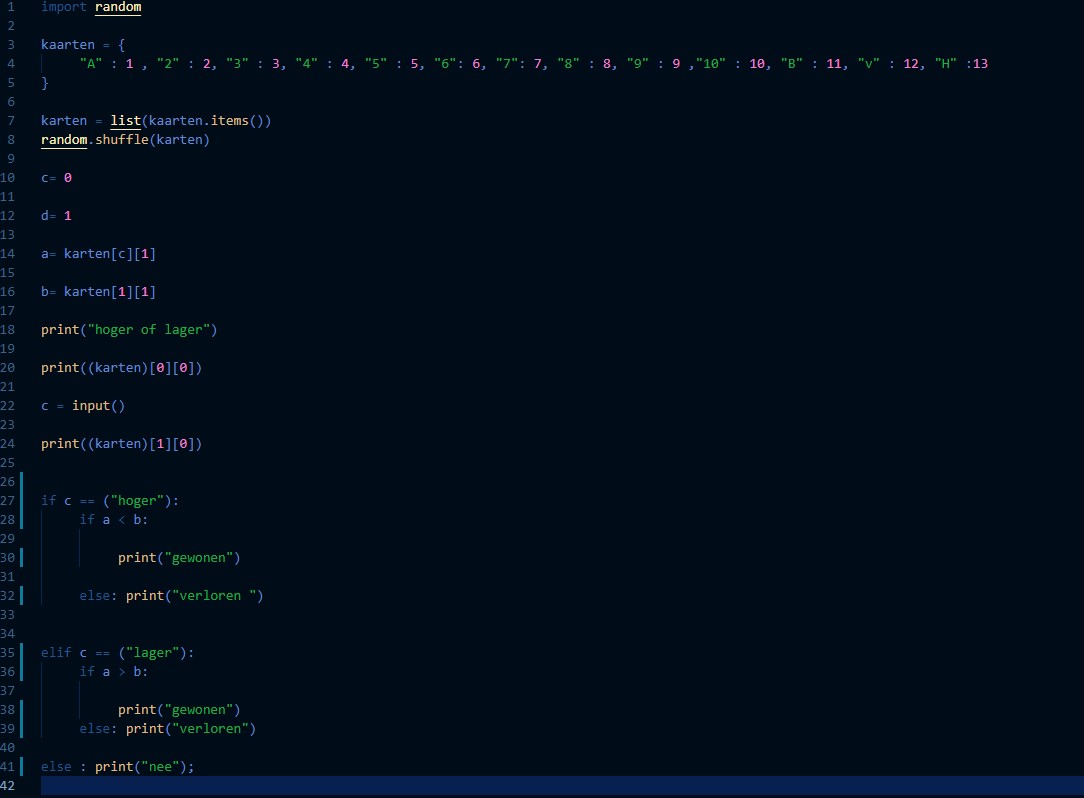 1 import random
2
3 kaarten = {
4 "A" : 1 , "2" : 2, "3" : 3, "4" : 4, "5" : 5, "6": 6, "7": 7, "8" : 8, "9" : 9 ,"10" : 10, "B" : 11, "v" : 12, "H" :13
5 }
6
7 karten = list(kaarten.items())
8 random.shuffle(karten)
9
10 c= 0
11
12 d= 1
13
14 a= karten[c][1]
15
16 b= karten[1][1]
17
18 print("hoger of lager")
19
20 print((karten)[0][0])
21
22 c = input()
23
24 print((karten)[1][0])
25
26
27 if c == ("hoger"):
28 if a < b:
29
30 print("gewonen")
31
32 else: print("verloren ")
33
34
35 elif c == ("lager"):
36 if a > b:
37
38 print("gewonen")
39 else: print("verloren")
40
41 else : print("nee");
42